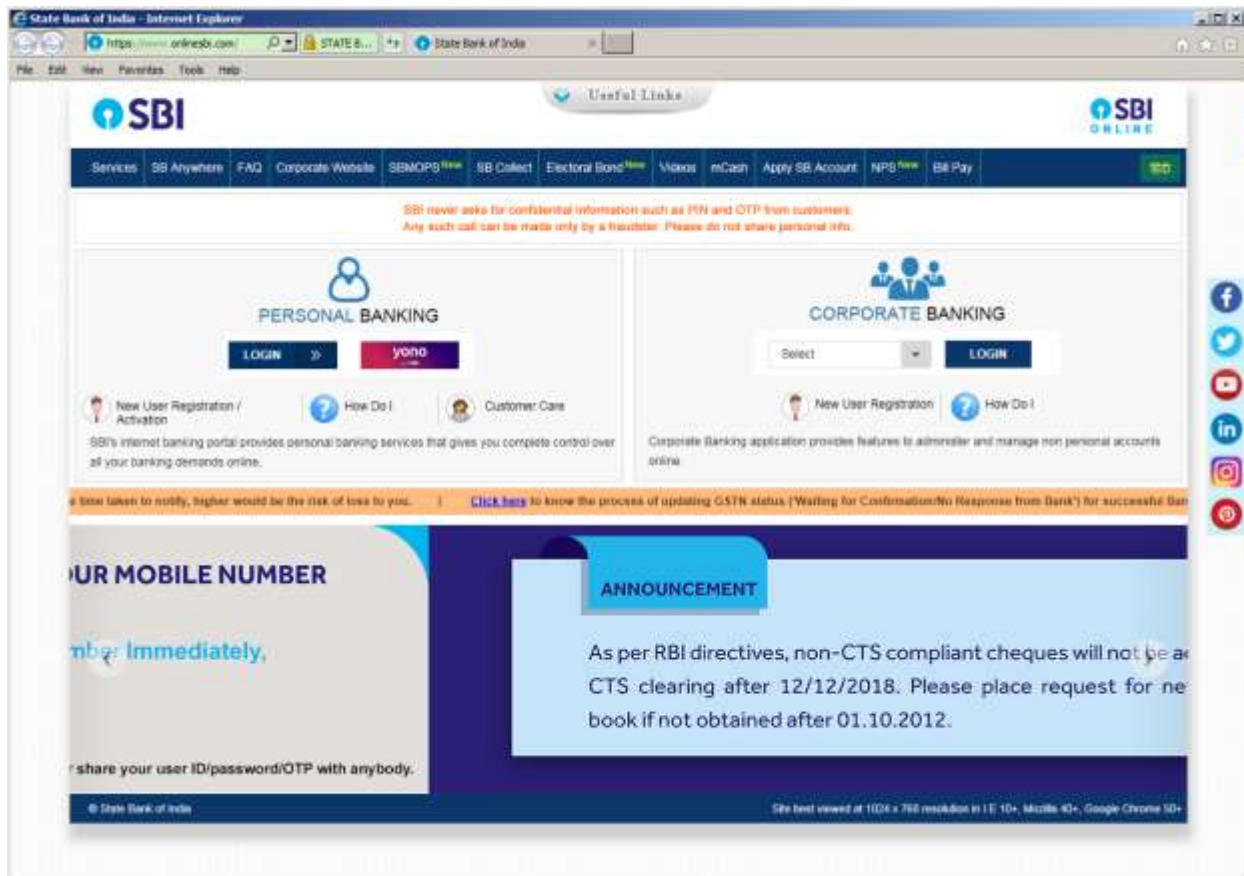 State Bank of India - Internet Explorer
https://www.onlinesbi.com/ STATE B... State Bank of India
File Edit View Favorites Tools Help
SBI
Useful Links
SBI
ONLINE
Services SB Anywhere FAQ Corporate Website SBMOPS New SB Collect Electoral Bond New Videos mCash Apply SB Account NPS New Bill Pay
SBI never asks for confidential information such as PIN and OTP from customers.
Any such call can be made only by a fraudster. Please do not share personal info.
PERSONAL BANKING
LOGIN »
yono
New User Registration / Activation
How Do I
Customer Care
SBI's internet banking portal provides personal banking services that gives you complete control over
all your banking demands online.
CORPORATE BANKING
Select
LOGIN
New User Registration
How Do I
Corporate Banking application provides features to administer and manage non personal accounts
online.
time taken to notify, higher would be the risk of loss to you. | Click here to know the process of updating GSTN status ('Waiting for Confirmation/No Response from Bank') for successful Ban
OUR MOBILE NUMBER
mber Immediately,
share your user ID/password/OTP with anybody.
ANNOUNCEMENT
As per RBI directives, non-CTS compliant cheques will not be ac
CTS clearing after 12/12/2018. Please place request for ne
book if not obtained after 01.10.2012.
© State Bank of India
Site best viewed at 1024 x 768 resolution in I.E 10+, Mozilla 40+, Google Chrome 50+